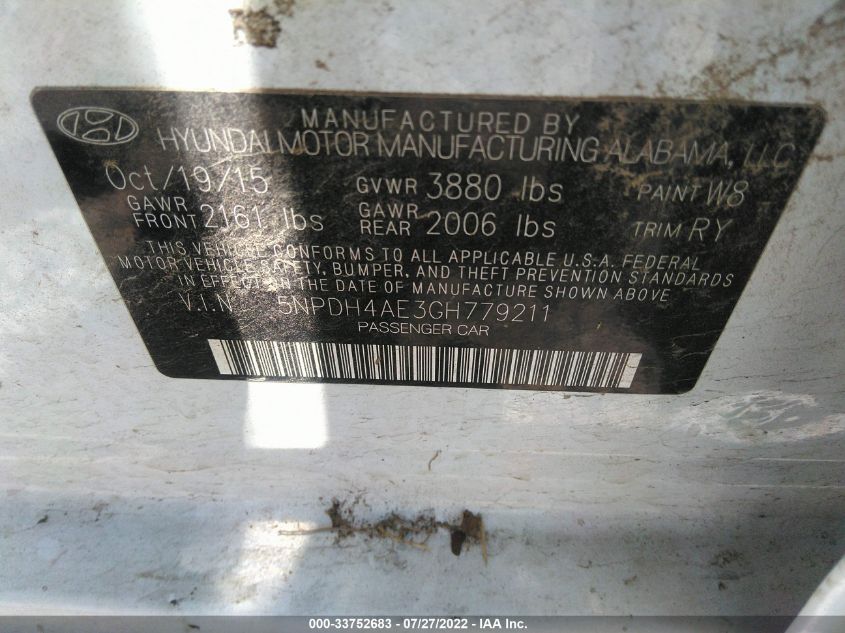 MANUFACTURED BY
HYUNDAI MOTOR MANUFACTURING ALABAMA, LLC
Oct/19/15 GVWR 3880 lbs PAINT W8
GAWR FRONT 2161 lbs GAWR REAR 2006 lbs TRIM RY
THIS VEHICLE CONFORMS TO ALL APPLICABLE U.S.A. FEDERAL
MOTOR VEHICLE SAFETY, BUMPER, AND THEFT PREVENTION STANDARDS
IN EFFECT ON THE DATE OF MANUFACTURE SHOWN ABOVE
V.I.N 5NPDH4AE3GH779211
PASSENGER CAR
000-33752683 - 07/27/2022 - © IAA Inc.